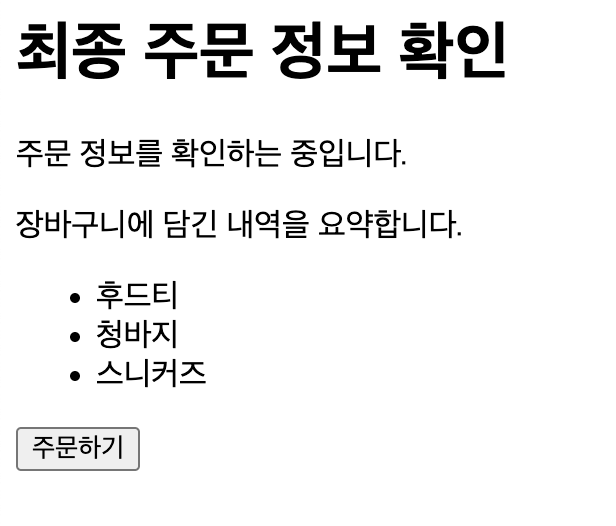 최종 주문 정보 확인
주문 정보를 확인하는 중입니다.
장바구니에 담긴 내역을 요약합니다.
후드티
청바지
스니커즈
주문하기